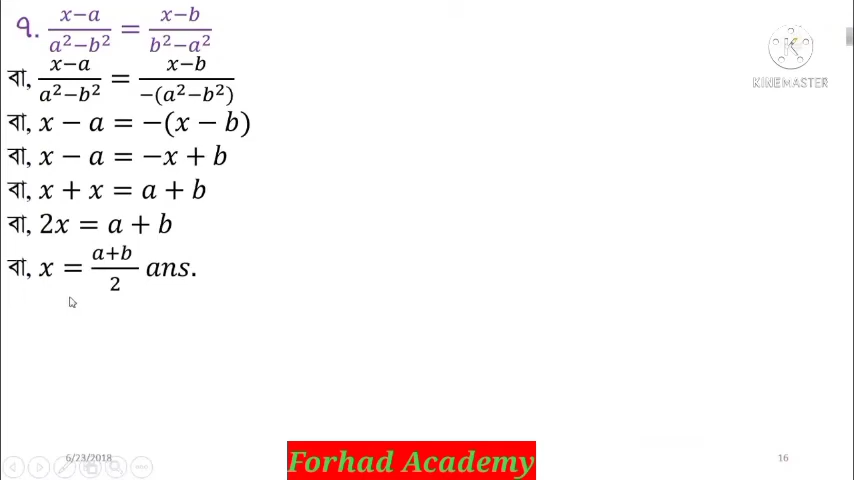 ৭. (x−a)/(a²−b²) = (x−b)/(b²−a²)
বা, (x−a)/(a²−b²) = (x−b)/(−(a²−b²))
বা, x − a = −(x − b)
বা, x − a = −x + b
বা, x + x = a + b
বা, 2x = a + b
বা, x = (a+b)/2 ans.
KINEMASTER
6/23/2018
Forhad Academy
16